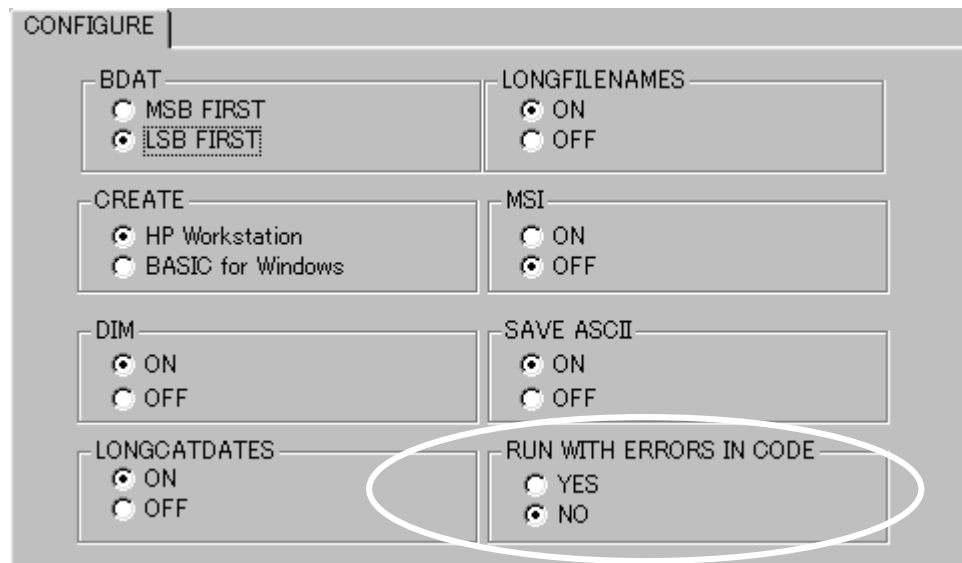 CONFIGURE
BDAT
MSB FIRST
LSB FIRST
LONGFILENAMES
ON
OFF
CREATE
HP Workstation
BASIC for Windows
MSI
ON
OFF
DIM
ON
OFF
SAVE ASCII
ON
OFF
LONGCATDATES
ON
OFF
RUN WITH ERRORS IN CODE
YES
NO